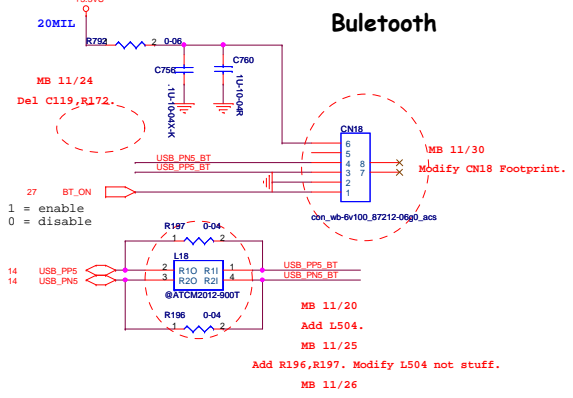 Buletooth
20MIL
R792 2 0-06
C756
.1U-10-04X-K
C760
1U-10-04R
MB 11/24
Del C119,R172.
CN18
6
5
4 8
3 7
2
1
con_wb-6v100_87212-06g0_acs
MB 11/30
Modify CN18 Footprint.
USB_PN5_BT
USB_PP5_BT
27 BT_ON
1 = enable
0 = disable
R197 0-04
1 2
L18
14 USB_PP5
14 USB_PN5
2 R1O R1I 1
3 R2O R2I 4
@ATCM2012-900T
USB_PP5_BT
USB_PN5_BT
R196 0-04
1 2
MB 11/20
Add L504.
MB 11/25
Add R196,R197. Modify L504 not stuff.
MB 11/26